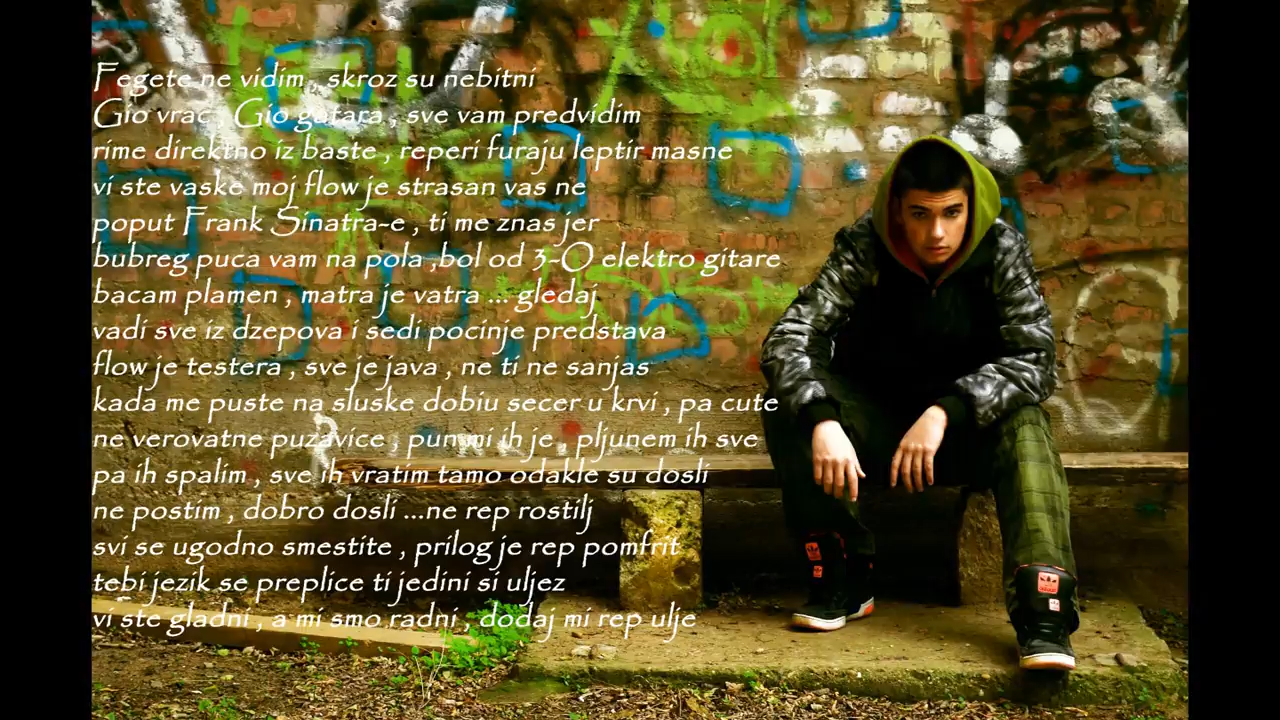 Fegete ne vidim , skroz su nebitni
Gio vrac , Gio gatara , sve vam predvidim
rime direktno iz baste , reperi furaju leptir masne
vi ste vaske moj flow je strasan vas ne
poput Frank Sinatra-e , ti me znas jer
bubreg puca vam na pola ,bol od 3-O elektro gitare
bacam plamen , matra je vatra ... gledaj
vadi sve iz dzepova i sedi pocinje predstava
flow je testera , sve je java , ne ti ne sanjas
kada me puste na sluske dobiu secer u krvi , pa cute
ne verovatne puzavice , pun mi ih je , pljunem ih sve
pa ih spalim , sve ih vratim tamo odakle su dosli
ne postim , dobro dosli ...ne rep rostilj
svi se ugodno smestite , prilog je rep pomfrit
tebi jezik se preplice ti jedini si uljez
vi ste gladni , a mi smo radni , dodaj mi rep ulje